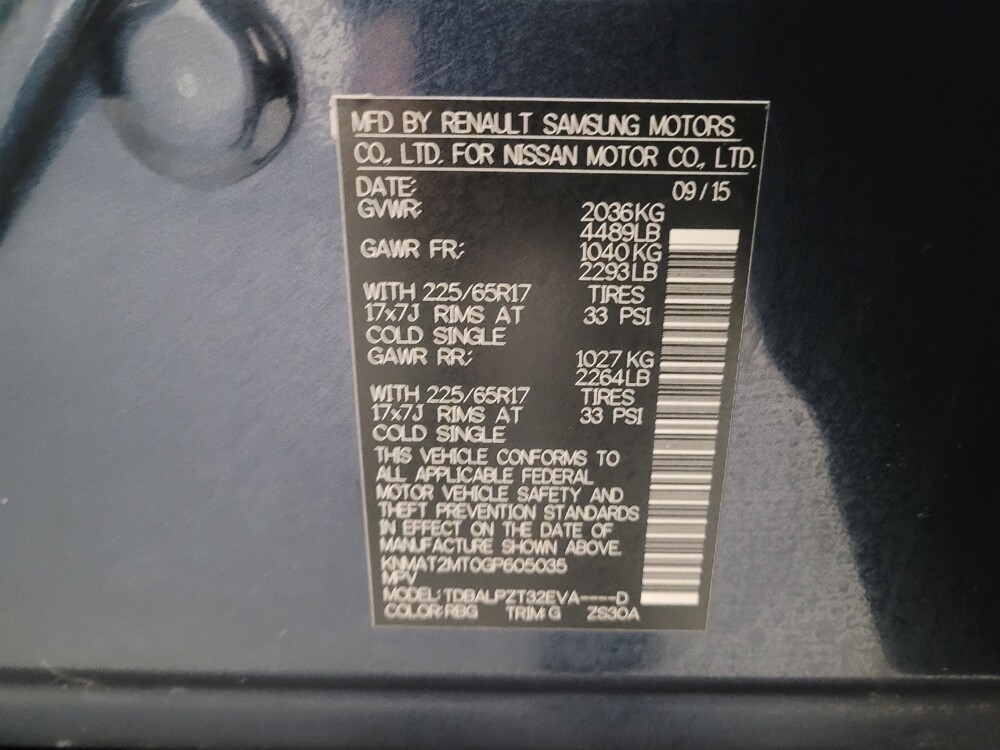 MFD BY RENAULT SAMSUNG MOTORS
CO., LTD. FOR NISSAN MOTOR CO., LTD.
DATE: 09/15
GVWR: 2036KG
4489LB
GAWR FR: 1040KG
2293LB
WITH 225/65R17 TIRES
17x7J RIMS AT 33 PSI
COLD SINGLE
GAWR RR: 1027KG
2264LB
WITH 225/65R17 TIRES
17x7J RIMS AT 33 PSI
COLD SINGLE
THIS VEHICLE CONFORMS TO
ALL APPLICABLE FEDERAL
MOTOR VEHICLE SAFETY AND
THEFT PREVENTION STANDARDS
IN EFFECT ON THE DATE OF
MANUFACTURE SHOWN ABOVE.
KNMAT2MT0GP605035
MPV
MODEL: TDBALPZT32EVA----D
COLOR: RBG TRIM: G ZS30A